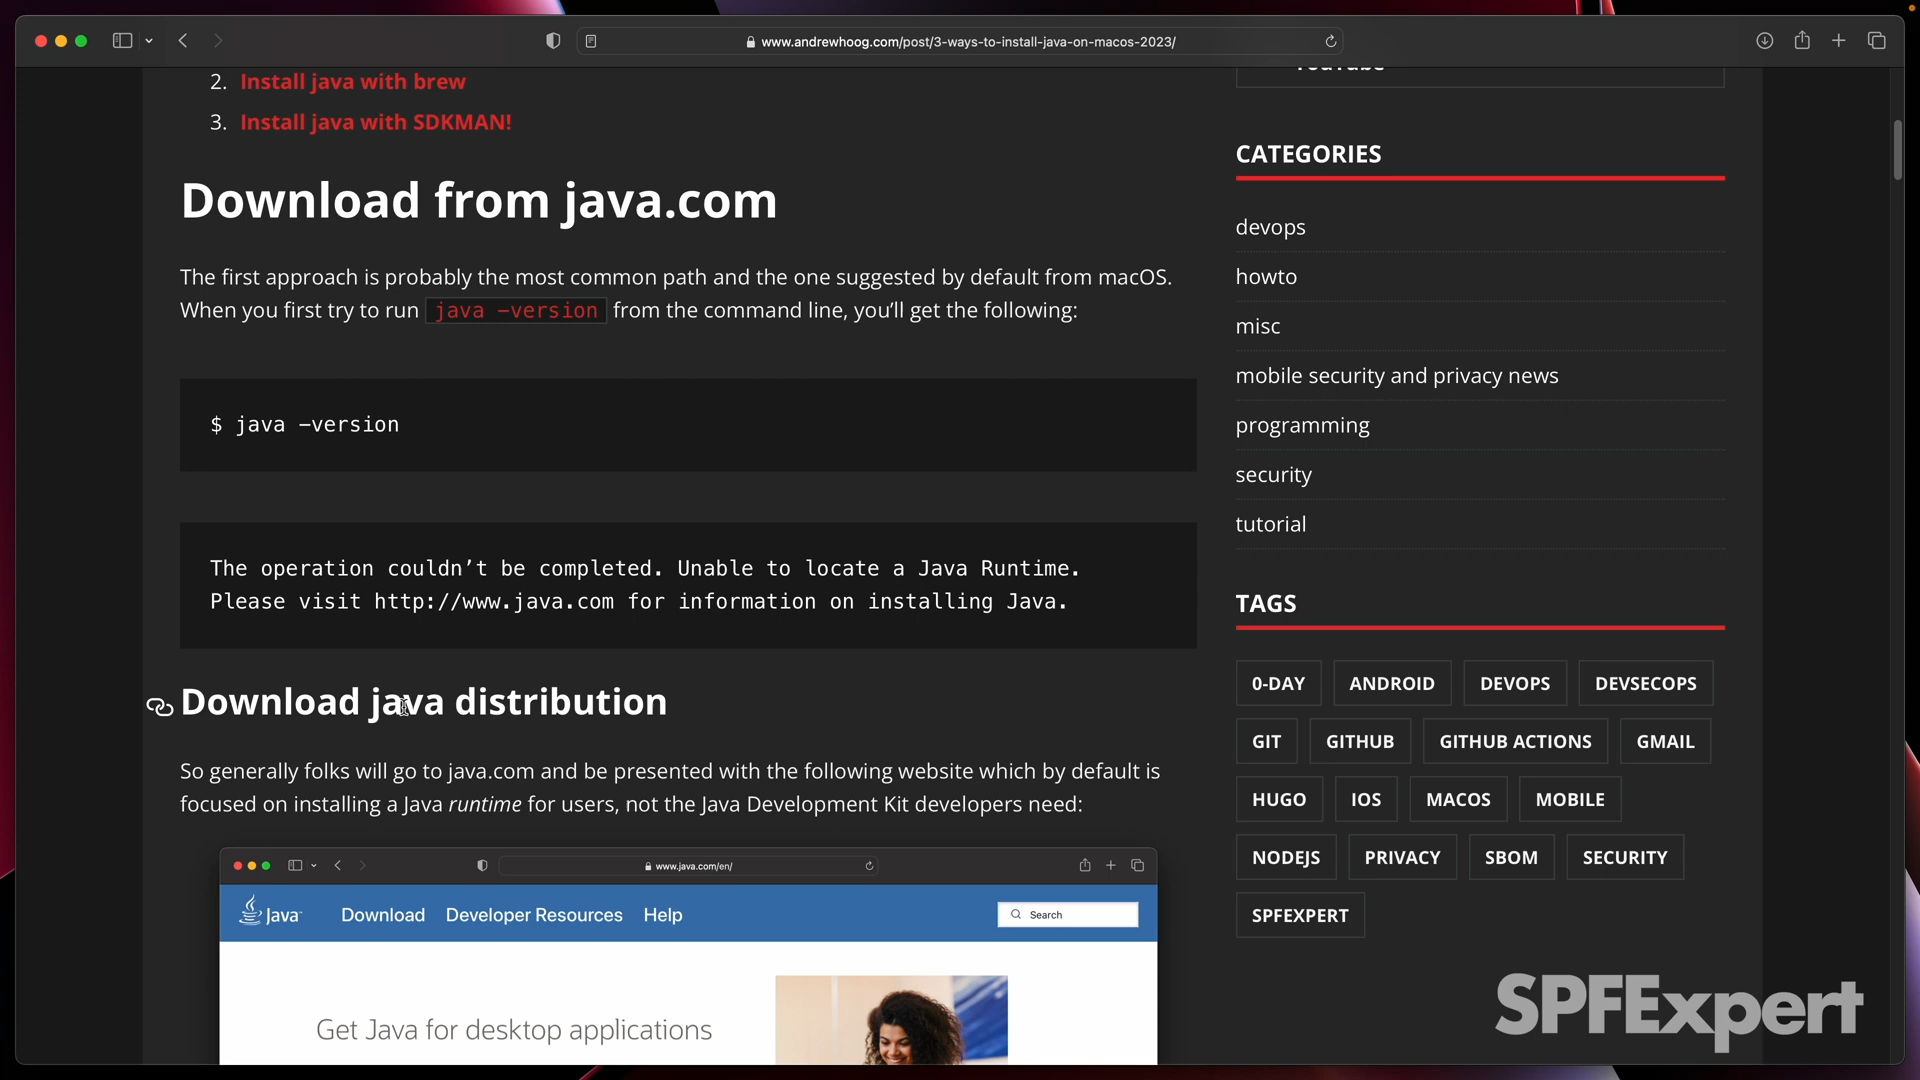 www.andrewhoog.com/post/3-ways-to-install-java-on-macos-2023/
2. Install java with brew
3. Install java with SDKMAN!
Download from java.com
The first approach is probably the most common path and the one suggested by default from macOS.
When you first try to run java -version from the command line, you'll get the following:
$ java -version
The operation couldn't be completed. Unable to locate a Java Runtime.
Please visit http://www.java.com for information on installing Java.
Download java distribution
So generally folks will go to java.com and be presented with the following website which by default is
focused on installing a Java runtime for users, not the Java Development Kit developers need:
www.java.com/en/
Java Download Developer Resources Help Search
Get Java for desktop applications
YouTube
CATEGORIES
devops
howto
misc
mobile security and privacy news
programming
security
tutorial
TAGS
0-DAY ANDROID DEVOPS DEVSECOPS
GIT GITHUB GITHUB ACTIONS GMAIL
HUGO IOS MACOS MOBILE
NODEJS PRIVACY SBOM SECURITY
SPFEXPERT
SPFExpert